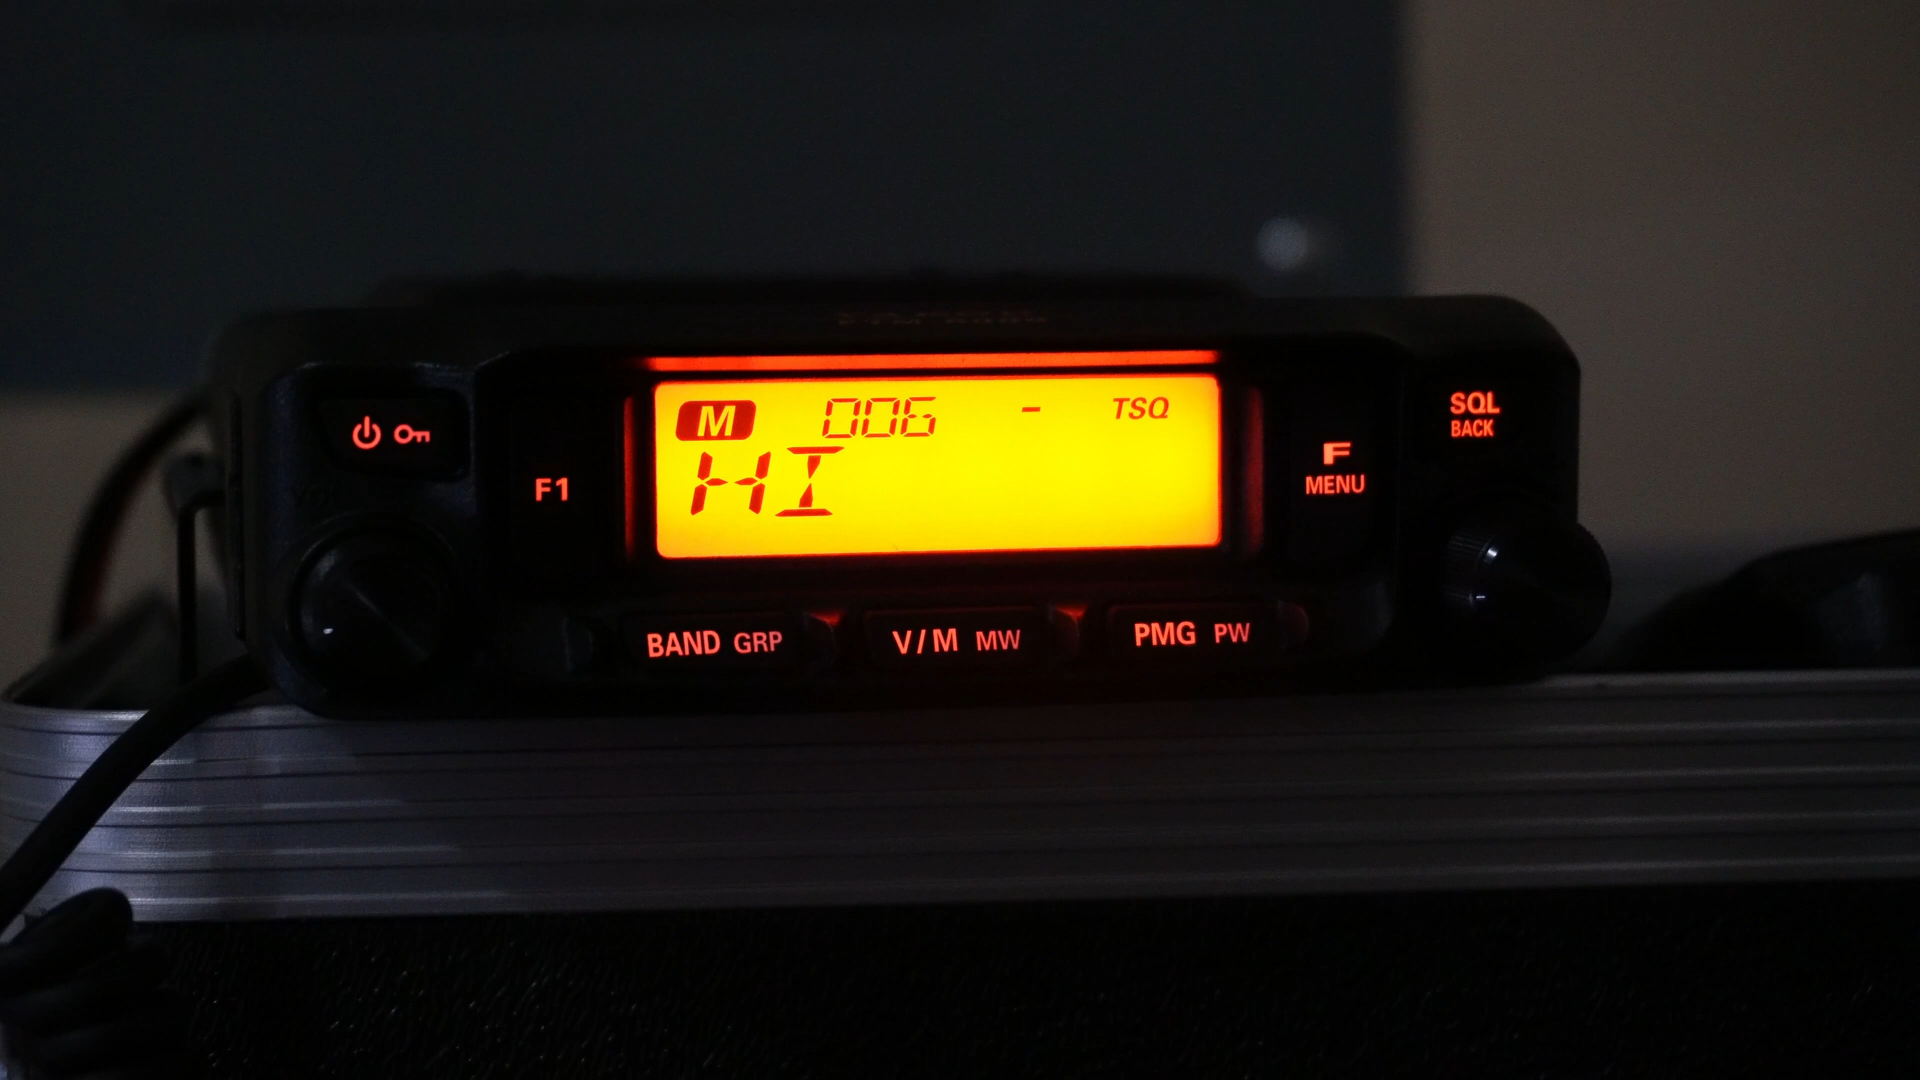 M 006 - TSQ
HI
F1
F
MENU
SQL
BACK
BAND GRP
V/M MW
PMG PW